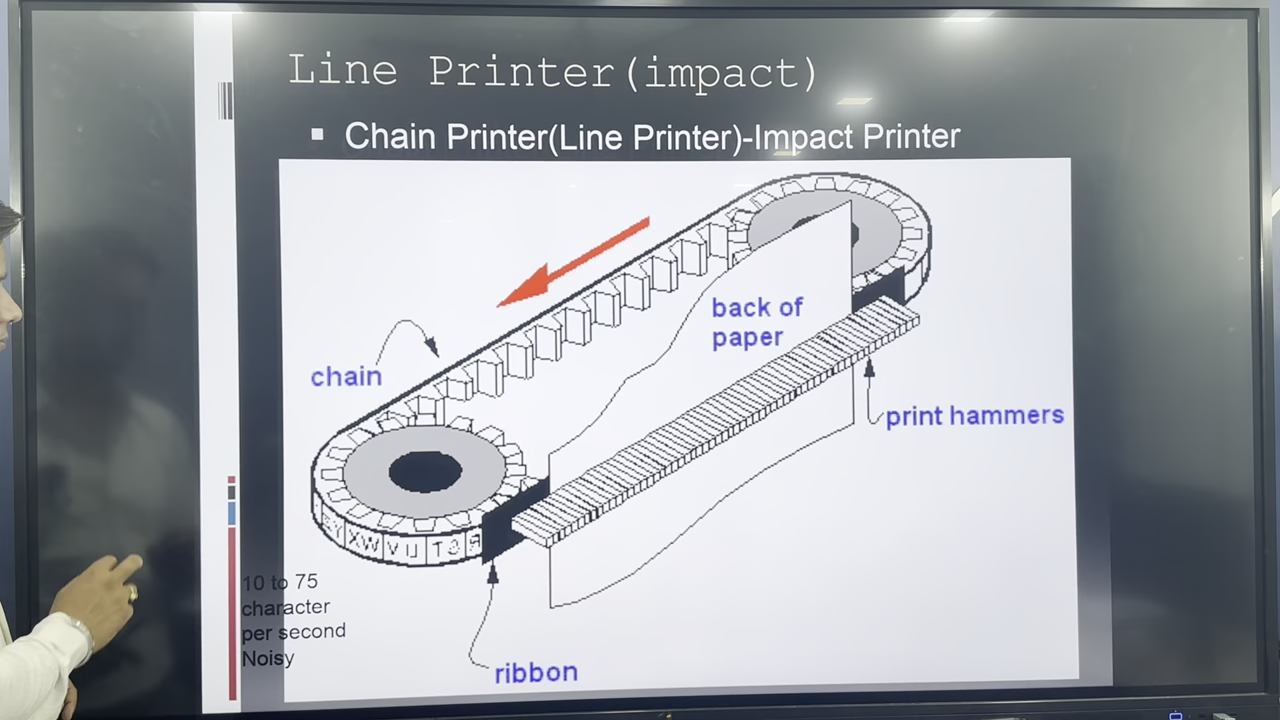 Line Printer(impact)
▪ Chain Printer(Line Printer)-Impact Printer
back of
paper
chain
print hammers
XW V U T S R
10 to 75
character
per second
Noisy
ribbon